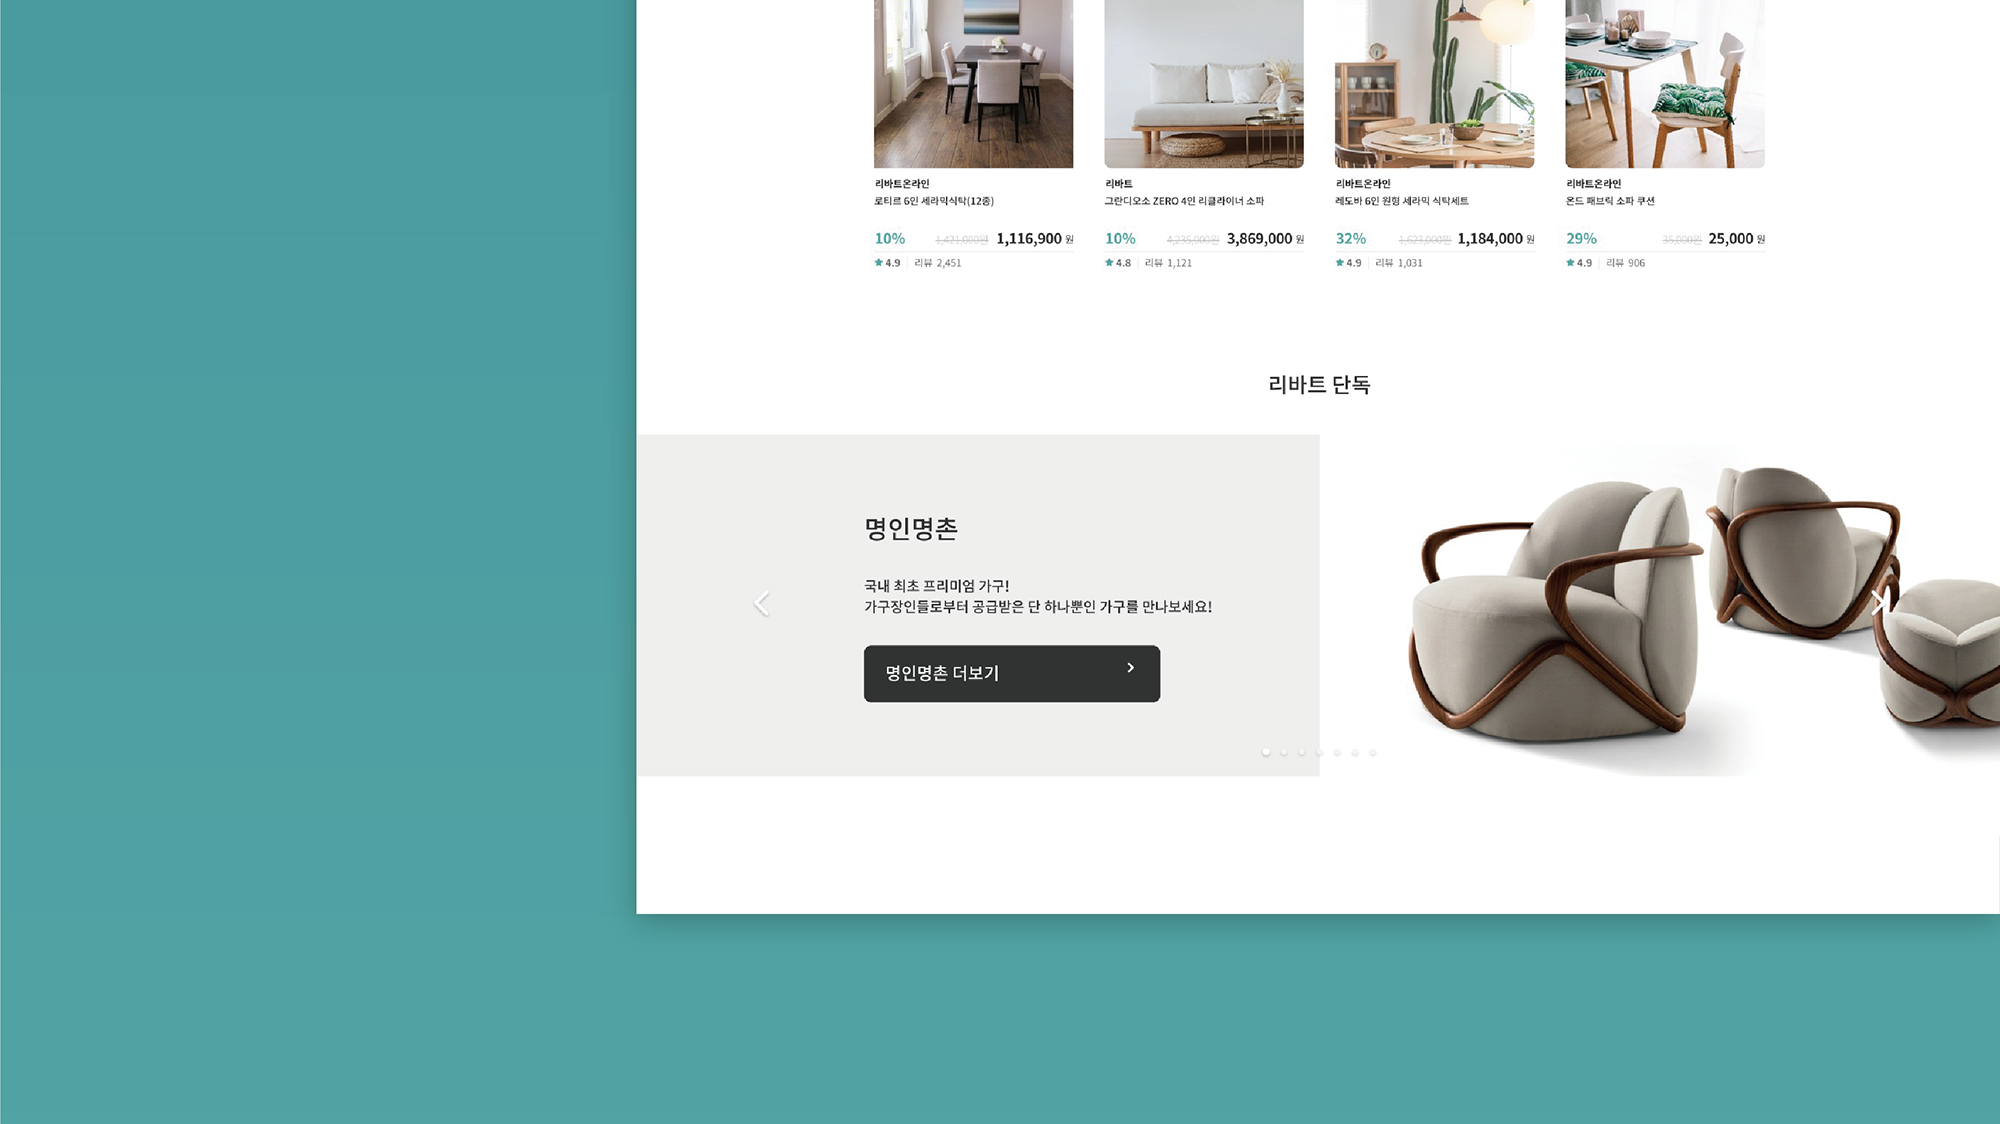 리바트온라인
로티르 6인 세라믹식탁(12종)
10% 1,421,000원 1,116,900 원
4.9 리뷰 2,451
리바트
그란디오소 ZERO 4인 리클라이너 소파
10% 4,235,000원 3,869,000 원
4.8 리뷰 1,121
리바트온라인
레도바 6인 원형 세라믹 식탁세트
32% 1,623,000원 1,184,000 원
4.9 리뷰 1,031
리바트온라인
온드 패브릭 소파 쿠션
29% 35,000원 25,000 원
4.9 리뷰 906
리바트 단독
명인명촌
국내 최초 프리미엄 가구!
가구장인들로부터 공급받은 단 하나뿐인 가구를 만나보세요!
명인명촌 더보기